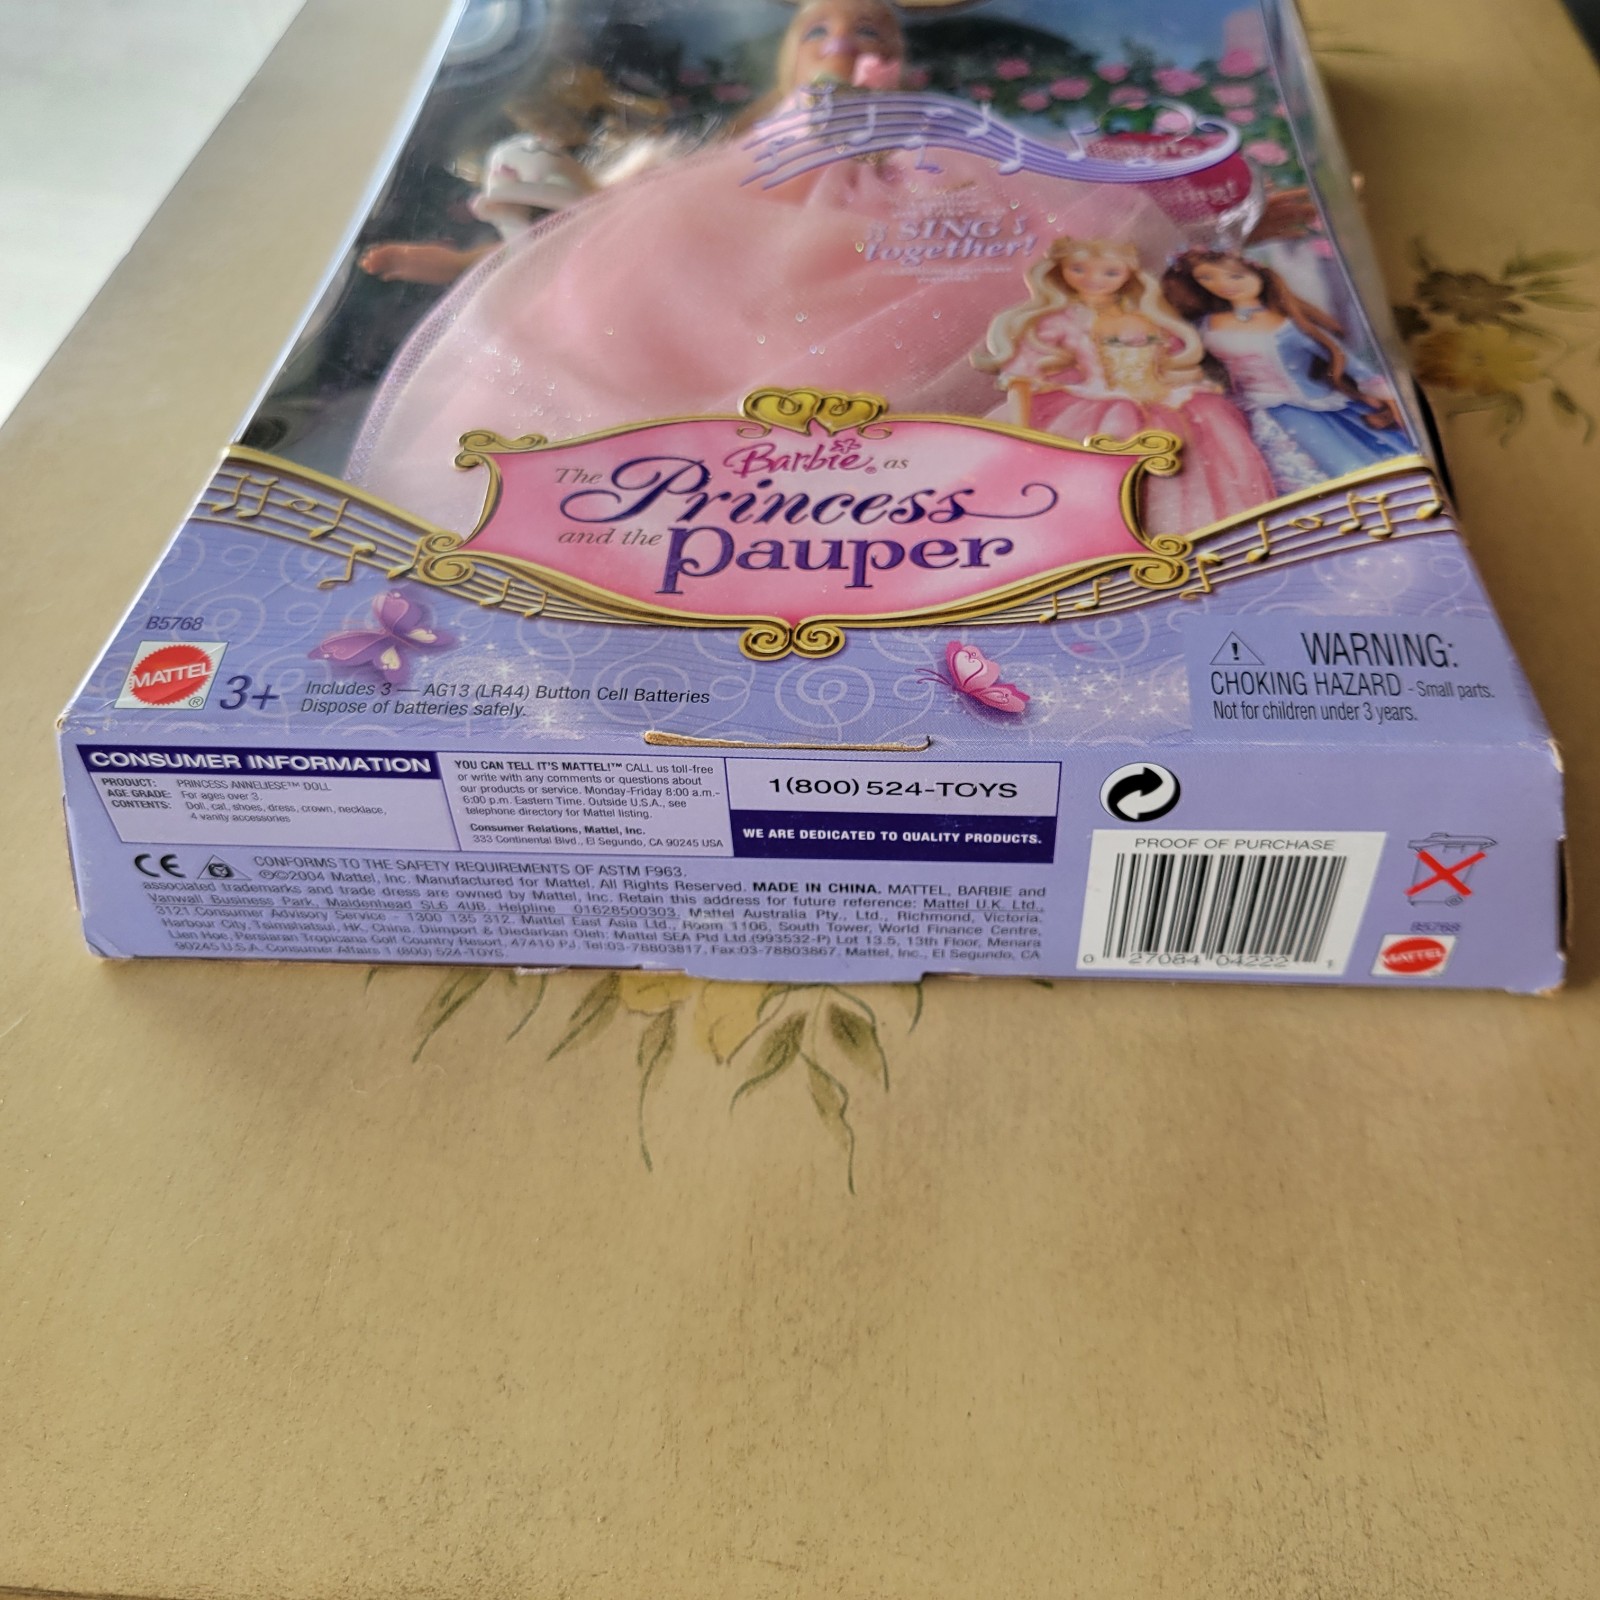 SING
together!
Barbie® as
The Princess
and the Pauper
B5768
MATTEL
®
3+
Includes 3 — AG13 (LR44) Button Cell Batteries
Dispose of batteries safely.
WARNING:
CHOKING HAZARD - Small parts.
Not for children under 3 years.
CONSUMER INFORMATION
PRODUCT: PRINCESS ANNELIESE™ DOLL
AGE GRADE: For ages over 3.
CONTENTS: Doll, cat, shoes, dress, crown, necklace,
4 vanity accessories
YOU CAN TELL IT'S MATTEL!™ CALL us toll-free
or write with any comments or questions about
our products or service. Monday-Friday 8:00 a.m.-
6:00 p.m. Eastern Time. Outside U.S.A., see
telephone directory for Mattel listing.
Consumer Relations, Mattel, Inc.
333 Continental Blvd., El Segundo, CA 90245 USA
1(800) 524-TOYS
WE ARE DEDICATED TO QUALITY PRODUCTS.
CE
CONFORMS TO THE SAFETY REQUIREMENTS OF ASTM F963.
®©2004 Mattel, Inc. Manufactured for Mattel. All Rights Reserved. MADE IN CHINA. MATTEL, BARBIE and
associated trademarks and trade dress are owned by Mattel, Inc. Retain this address for future reference: Mattel U.K. Ltd.,
Vanwall Business Park, Maidenhead SL6 4UB. Helpline 01628500303. Mattel Australia Pty., Ltd., Richmond, Victoria.
3121.Consumer Advisory Service - 1300 135 312. Mattel East Asia Ltd., Room 1106, South Tower, World Finance Centre,
Harbour City, Tsimshatsui, HK, China. Diimport & Diedarkan Oleh: Mattel SEA Ptd Ltd.(993532-P) Lot 13.5, 13th Floor, Menara
Lien Hoe, Persiaran Tropicana Golf Country Resort, 47410 PJ. Tel:03-78803817, Fax:03-78803867. Mattel, Inc., El Segundo, CA
90245 U.S.A. Consumer Affairs 1 (800) 524-TOYS.
PROOF OF PURCHASE
0 27084 04222 1
B5768
MATTEL